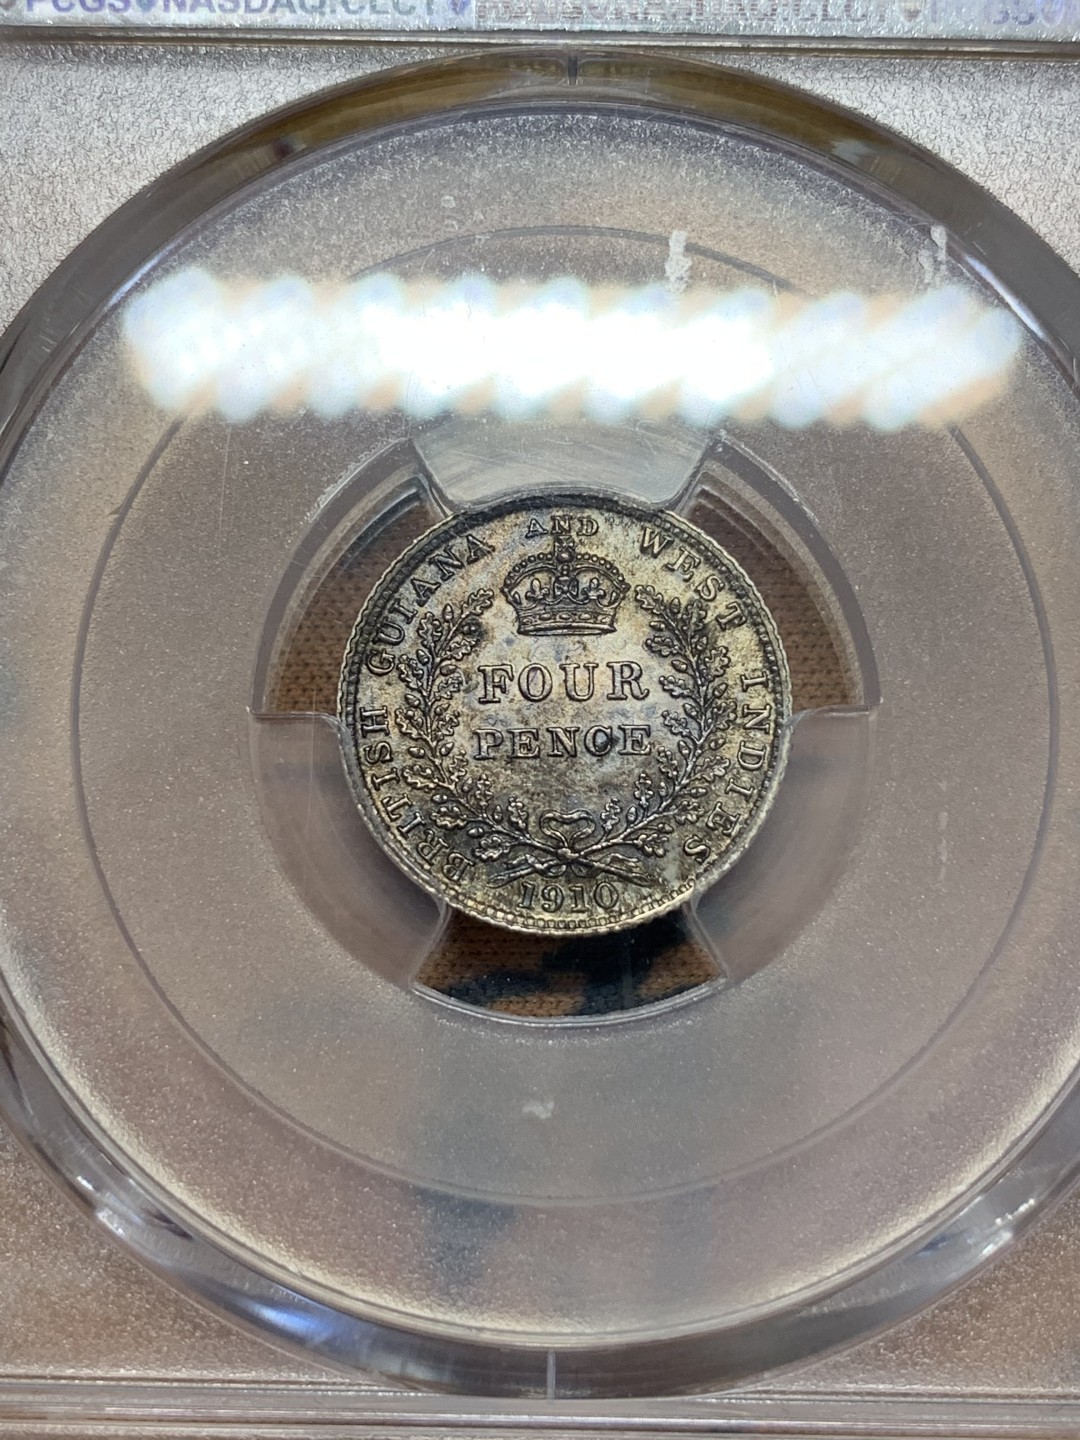 PCGS NASDAQ:CLCT
BRITISH GUIANA AND WEST INDIES
FOUR
PENCE
1910